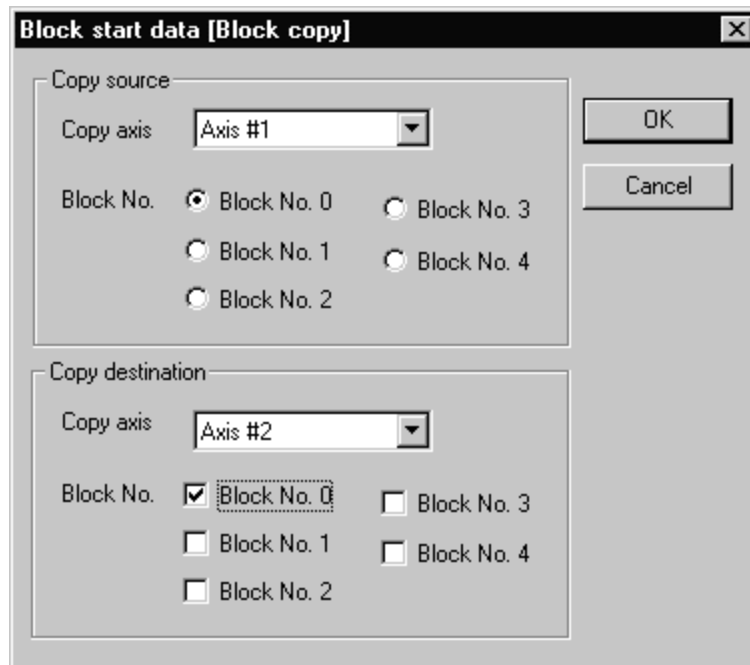 Block start data [Block copy]
Copy source
Copy axis Axis #1
OK
Cancel
Block No. Block No. 0 Block No. 3
Block No. 1 Block No. 4
Block No. 2
Copy destination
Copy axis Axis #2
Block No. Block No. 0 Block No. 3
Block No. 1 Block No. 4
Block No. 2